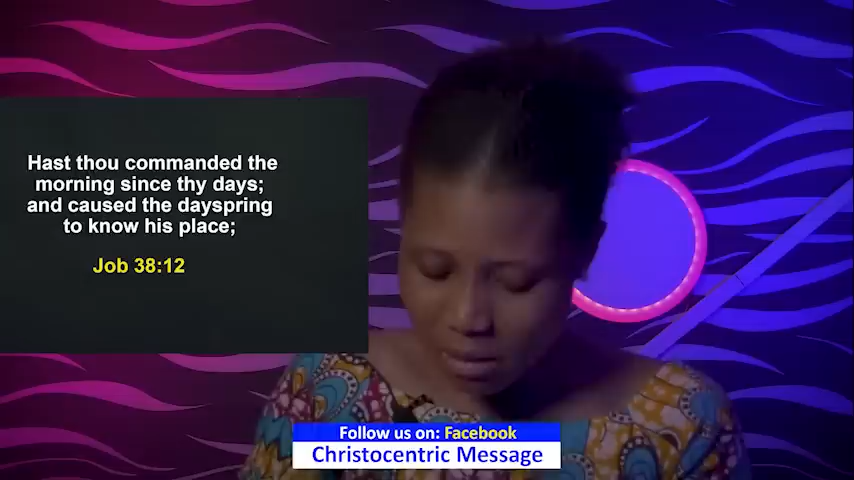 Hast thou commanded the
morning since thy days;
and caused the dayspring
to know his place;
Job 38:12
Follow us on: Facebook
Christocentric Message